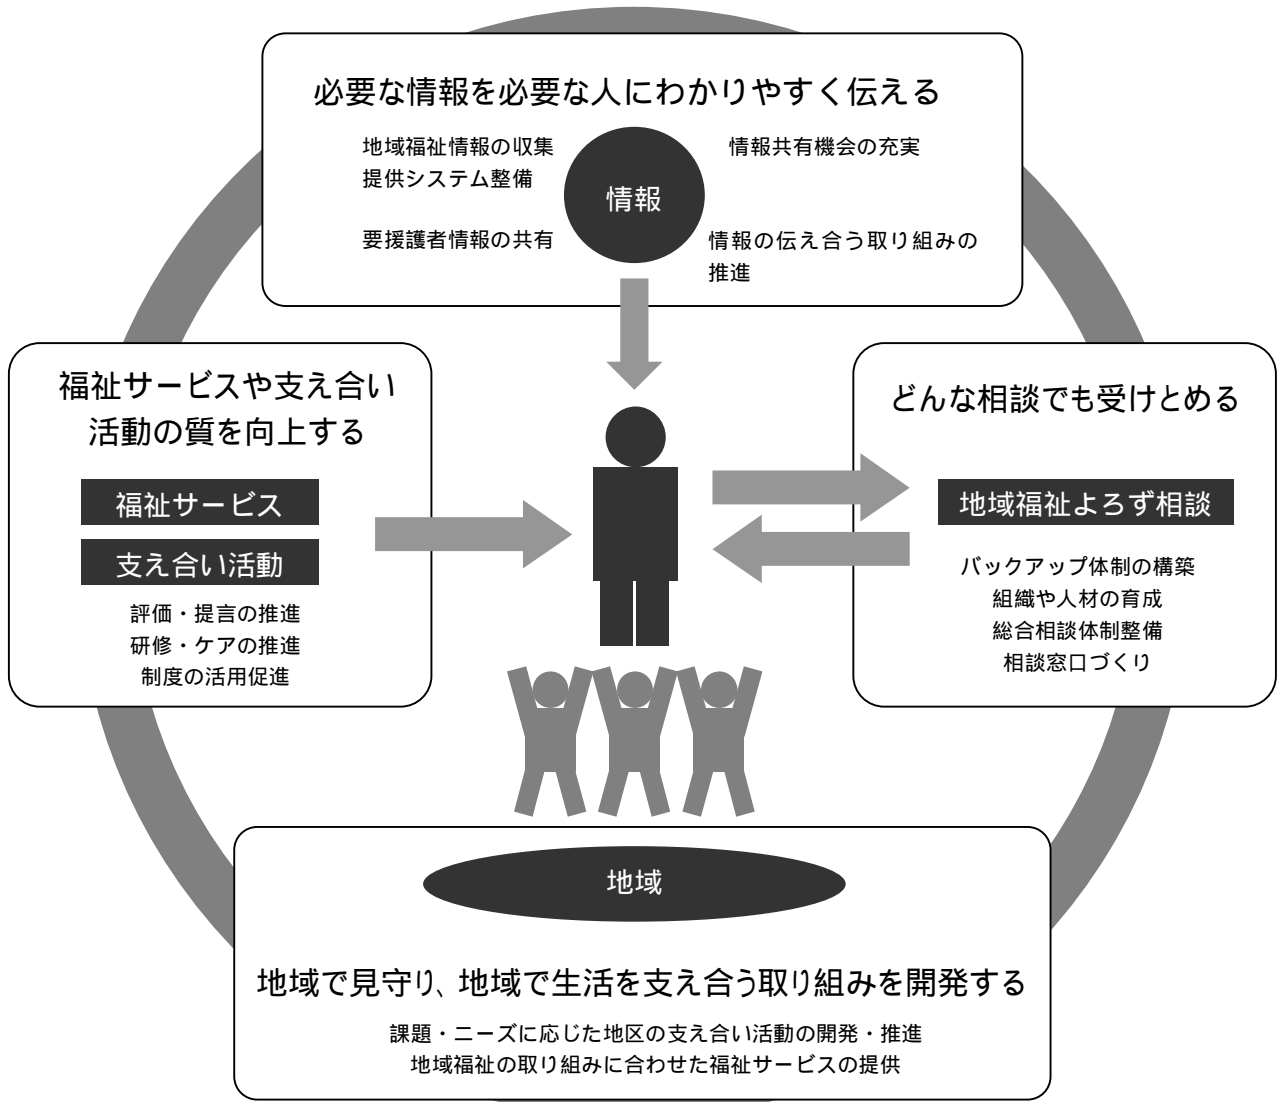 必要な情報を必要な人にわかりやすく伝える
地域福祉情報の収集
提供システム整備
要援護者情報の共有
情報
情報共有機会の充実
情報の伝え合う取り組みの
推進
福祉サービスや支え合い
活動の質を向上する
福祉サービス
支え合い活動
評価・提言の推進
研修・ケアの推進
制度の活用促進
どんな相談でも受けとめる
地域福祉よろず相談
バックアップ体制の構築
組織や人材の育成
総合相談体制整備
相談窓口づくり
地域
地域で見守り、地域で生活を支え合う取り組みを開発する
課題・ニーズに応じた地区の支え合い活動の開発・推進
地域福祉の取り組みに合わせた福祉サービスの提供